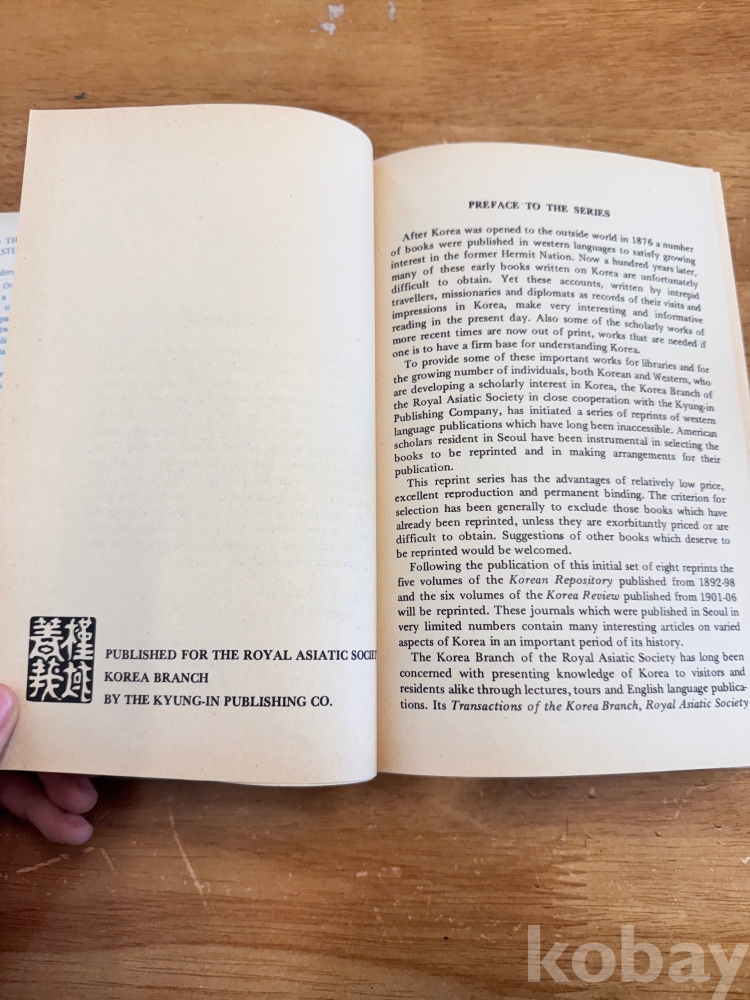 PUBLISHED FOR THE ROYAL ASIATIC SOCIE
KOREA BRANCH
BY THE KYUNG-IN PUBLISHING CO.
PREFACE TO THE SERIES
After Korea was opened to the outside world in 1876 a number
of books were published in western languages to satisfy growing
interest in the former Hermit Nation. Now a hundred years later,
many of these early books written on Korea are unfortunately
difficult to obtain. Yet these accounts, written by intrepid
travellers, missionaries and diplomats as records of their visits and
impressions in Korea, make very interesting and informative
reading in the present day. Also some of the scholarly works of
more recent times are now out of print, works that are needed if
one is to have a firm base for understanding Korea.
To provide some of these important works for libraries and for
the growing number of individuals, both Korean and Western, who
are developing a scholarly interest in Korea, the Korea Branch of
the Royal Asiatic Society in close cooperation with the Kyung-in
Publishing Company, has initiated a series of reprints of western
language publications which have long been inaccessible. American
scholars resident in Seoul have been instrumental in selecting the
books to be reprinted and in making arrangements for their
publication.
This reprint series has the advantages of relatively low price,
excellent reproduction and permanent binding. The criterion for
selection has been generally to exclude those books which have
already been reprinted, unless they are exorbitantly priced or are
difficult to obtain. Suggestions of other books which deserve to
be reprinted would be welcomed.
Following the publication of this initial set of eight reprints the
five volumes of the Korean Repository published from 1892-98
and the six volumes of the Korea Review published from 1901-06
will be reprinted. These journals which were published in Seoul in
very limited numbers contain many interesting articles on varied
aspects of Korea in an important period of its history.
The Korea Branch of the Royal Asiatic Society has long been
concerned with presenting knowledge of Korea to visitors and
residents alike through lectures, tours and English language publica-
tions. Its Transactions of the Korea Branch, Royal Asiatic Society
kobay